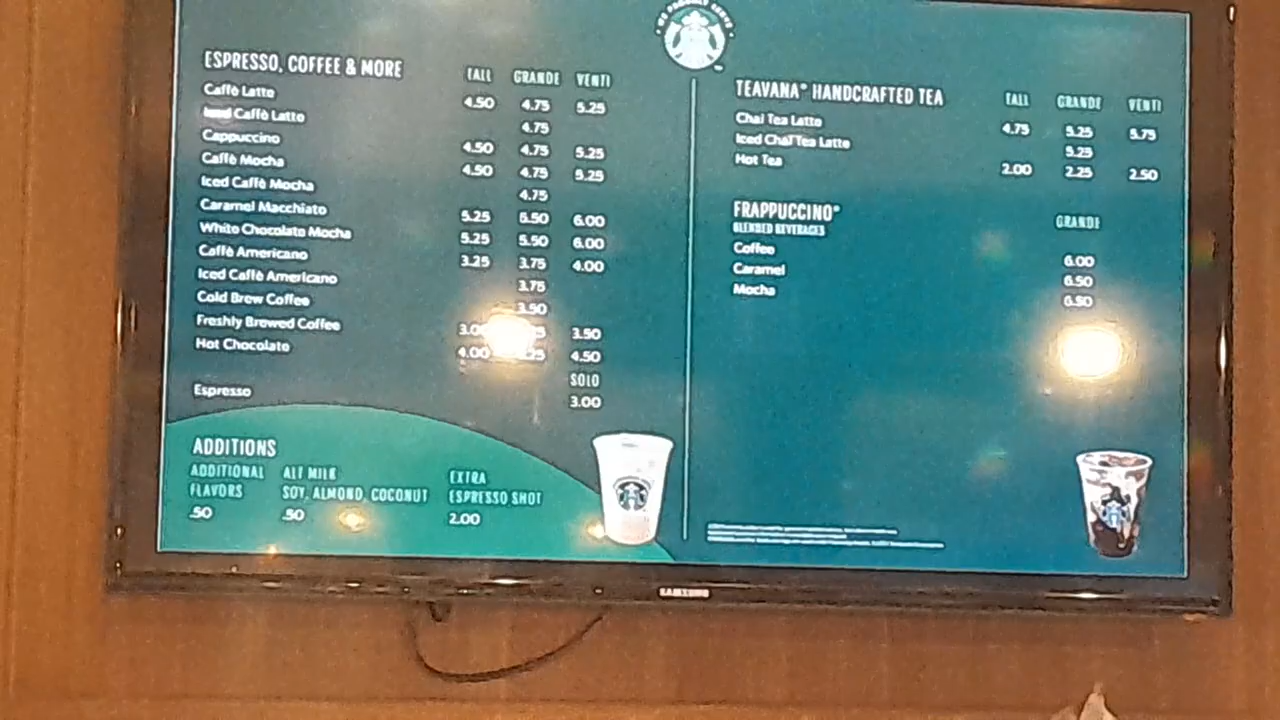 WE PROUDLY SERVE
ESPRESSO, COFFEE & MORE TALL GRANDE VENTI
Caffè Latte 4.50 4.75 5.25
Iced Caffè Latte 4.75
Cappuccino 4.50 4.75 5.25
Caffè Mocha 4.50 4.75 5.25
Iced Caffè Mocha 4.75
Caramel Macchiato 5.25 5.50 6.00
White Chocolate Mocha 5.25 5.50 6.00
Caffè Americano 3.25 3.75 4.00
Iced Caffè Americano 3.75
Cold Brew Coffee 3.50
Freshly Brewed Coffee 3.50
Hot Chocolate 4.00 4.50
SOLO
Espresso 3.00
ADDITIONS
ADDITIONAL FLAVORS .50
ALT MILK
SOY, ALMOND, COCONUT .50
EXTRA
ESPRESSO SHOT 2.00
TEAVANA® HANDCRAFTED TEA TALL GRANDE VENTI
Chai Tea Latte 4.75 5.25 5.75
Iced Chai Tea Latte 5.25
Hot Tea 2.00 2.25 2.50
FRAPPUCCINO® GRANDE
BLENDED BEVERAGES
Coffee 6.00
Caramel 6.50
Mocha 6.50
SAMSUNG